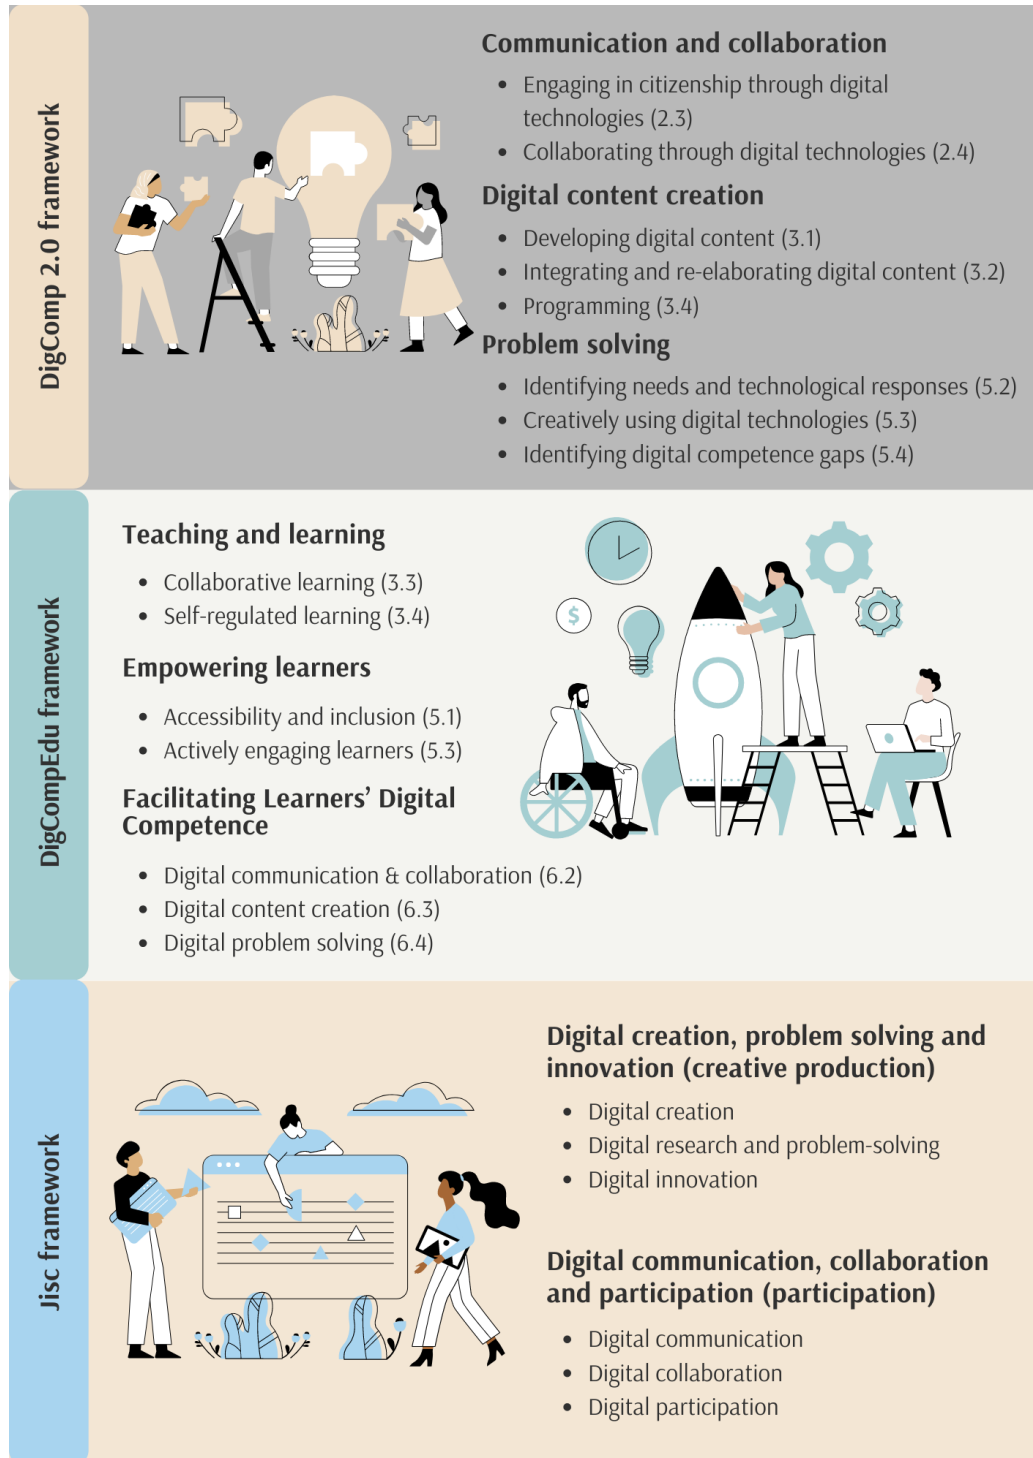 DigComp 2.0 framework
Communication and collaboration
• Engaging in citizenship through digital
technologies (2.3)
• Collaborating through digital technologies (2.4)
Digital content creation
• Developing digital content (3.1)
• Integrating and re-elaborating digital content (3.2)
• Programming (3.4)
Problem solving
• Identifying needs and technological responses (5.2)
• Creatively using digital technologies (5.3)
• Identifying digital competence gaps (5.4)
DigCompEdu framework
Teaching and learning
• Collaborative learning (3.3)
• Self-regulated learning (3.4)
Empowering learners
• Accessibility and inclusion (5.1)
• Actively engaging learners (5.3)
Facilitating Learners' Digital
Competence
• Digital communication & collaboration (6.2)
• Digital content creation (6.3)
• Digital problem solving (6.4)
$
Jisc framework
Digital creation, problem solving and
innovation (creative production)
• Digital creation
• Digital research and problem-solving
• Digital innovation
Digital communication, collaboration
and participation (participation)
• Digital communication
• Digital collaboration
• Digital participation